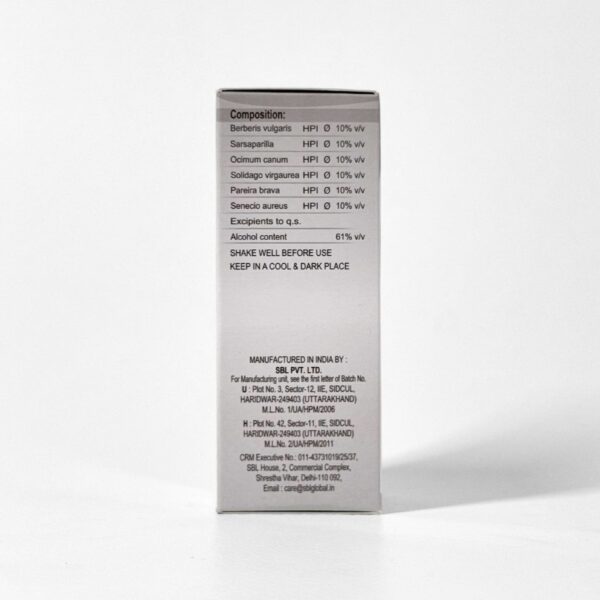 Composition:
Berberis vulgaris HPI Ø 10% v/v
Sarsaparilla HPI Ø 10% v/v
Ocimum canum HPI Ø 10% v/v
Solidago virgaurea HPI Ø 10% v/v
Pareira brava HPI Ø 10% v/v
Senecio aureus HPI Ø 10% v/v
Excipients to q.s.
Alcohol content 61% v/v
SHAKE WELL BEFORE USE
KEEP IN A COOL & DARK PLACE
MANUFACTURED IN INDIA BY :
SBL PVT. LTD.
For Manufacturing unit, see the first letter of Batch No.
U : Plot No. 3, Sector-12, IIE, SIDCUL,
HARIDWAR-249403 (UTTARAKHAND)
M.L.No. 1/UA/HPM/2006
H : Plot No. 42, Sector-11, IIE, SIDCUL,
HARIDWAR-249403 (UTTARAKHAND)
M.L.No. 2/UA/HPM/2011
CRM Executive No.: 011-43731019/25/37,
SBL House, 2, Commercial Complex,
Shrestha Vihar, Delhi-110 092,
Email : care@sblglobal.in